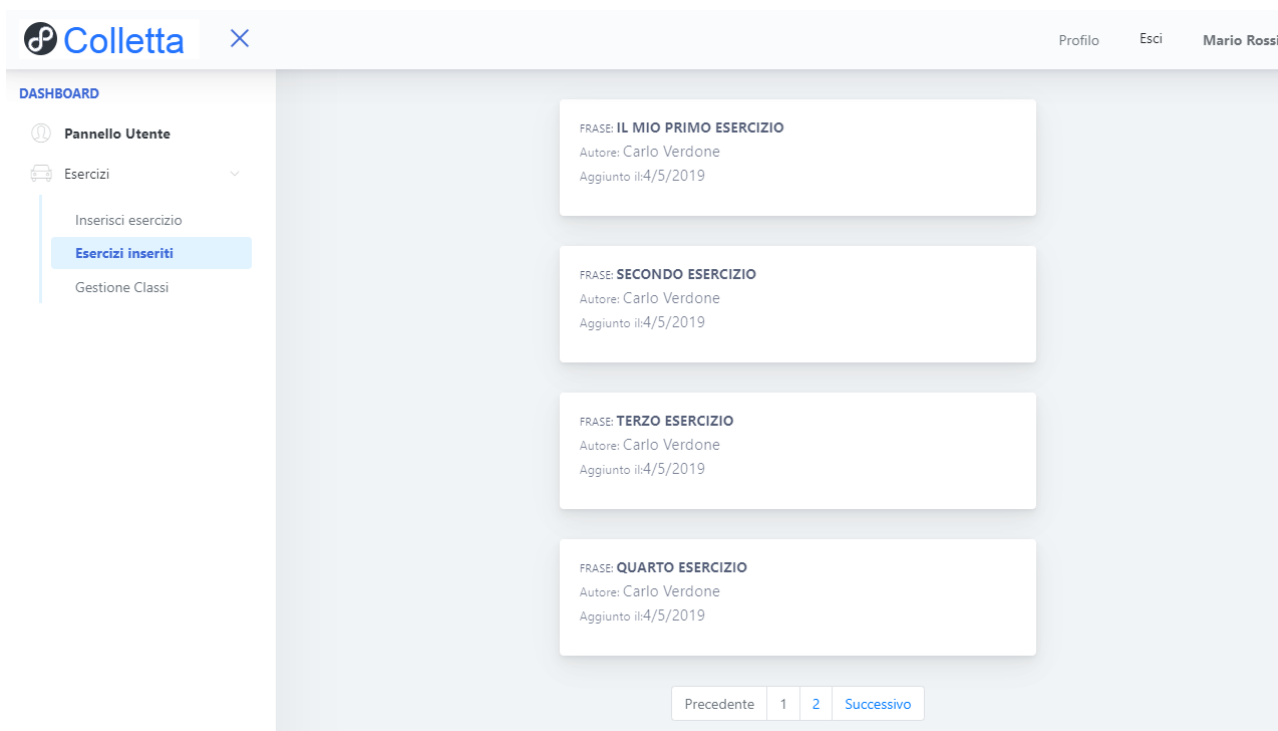 Colletta
Profilo Esci Mario Rossi
DASHBOARD
Pannello Utente
Esercizi
Inserisci esercizio
Esercizi inseriti
Gestione Classi
FRASE: IL MIO PRIMO ESERCIZIO
Autore: Carlo Verdone
Aggiunto il:4/5/2019
FRASE: SECONDO ESERCIZIO
Autore: Carlo Verdone
Aggiunto il:4/5/2019
FRASE: TERZO ESERCIZIO
Autore: Carlo Verdone
Aggiunto il:4/5/2019
FRASE: QUARTO ESERCIZIO
Autore: Carlo Verdone
Aggiunto il:4/5/2019
Precedente 1 2 Successivo